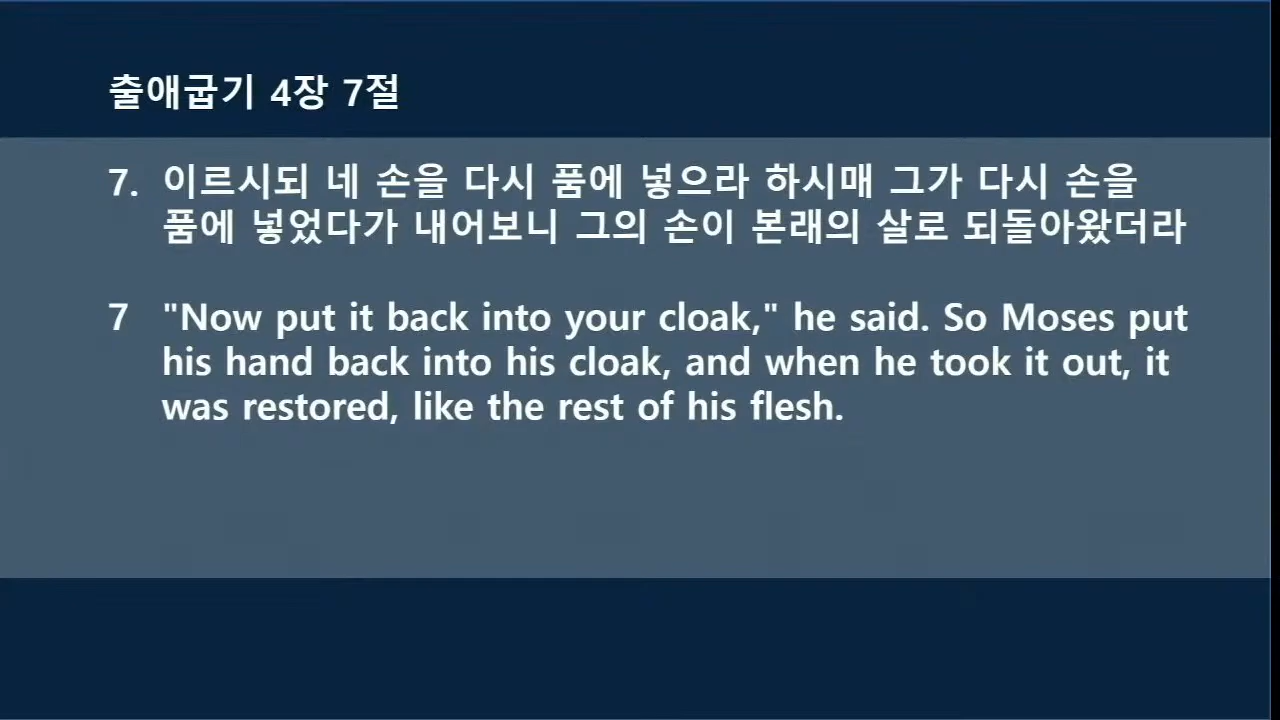 출애굽기 4장 7절
7. 이르시되 네 손을 다시 품에 넣으라 하시매 그가 다시 손을
품에 넣었다가 내어보니 그의 손이 본래의 살로 되돌아왔더라
7 "Now put it back into your cloak," he said. So Moses put
his hand back into his cloak, and when he took it out, it
was restored, like the rest of his flesh.